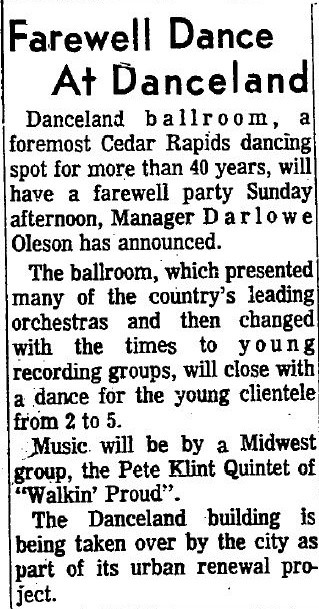 Farewell Dance
At Danceland
Danceland ballroom, a
foremost Cedar Rapids dancing
spot for more than 40 years, will
have a farewell party Sunday
afternoon, Manager Darlowe
Oleson has announced.
The ballroom, which presented
many of the country's leading
orchestras and then changed
with the times to young
recording groups, will close with
a dance for the young clientele
from 2 to 5.
Music will be by a Midwest
group, the Pete Klint Quintet of
"Walkin' Proud".
The Danceland building is
being taken over by the city as
part of its urban renewal pro-
ject.